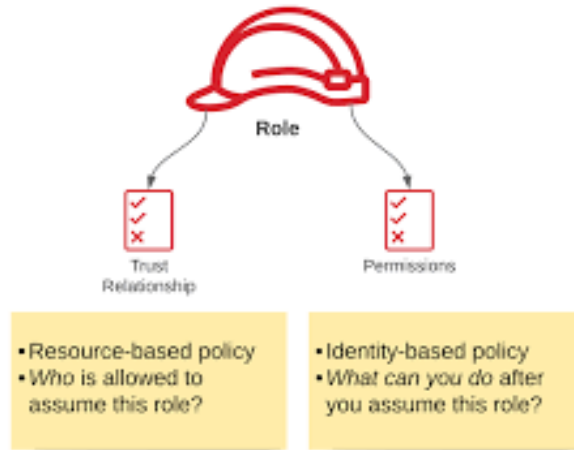 Role
Trust
Relationship
Permissions
▪Resource-based policy
▪Who is allowed to
assume this role?
▪Identity-based policy
▪What can you do after
you assume this role?